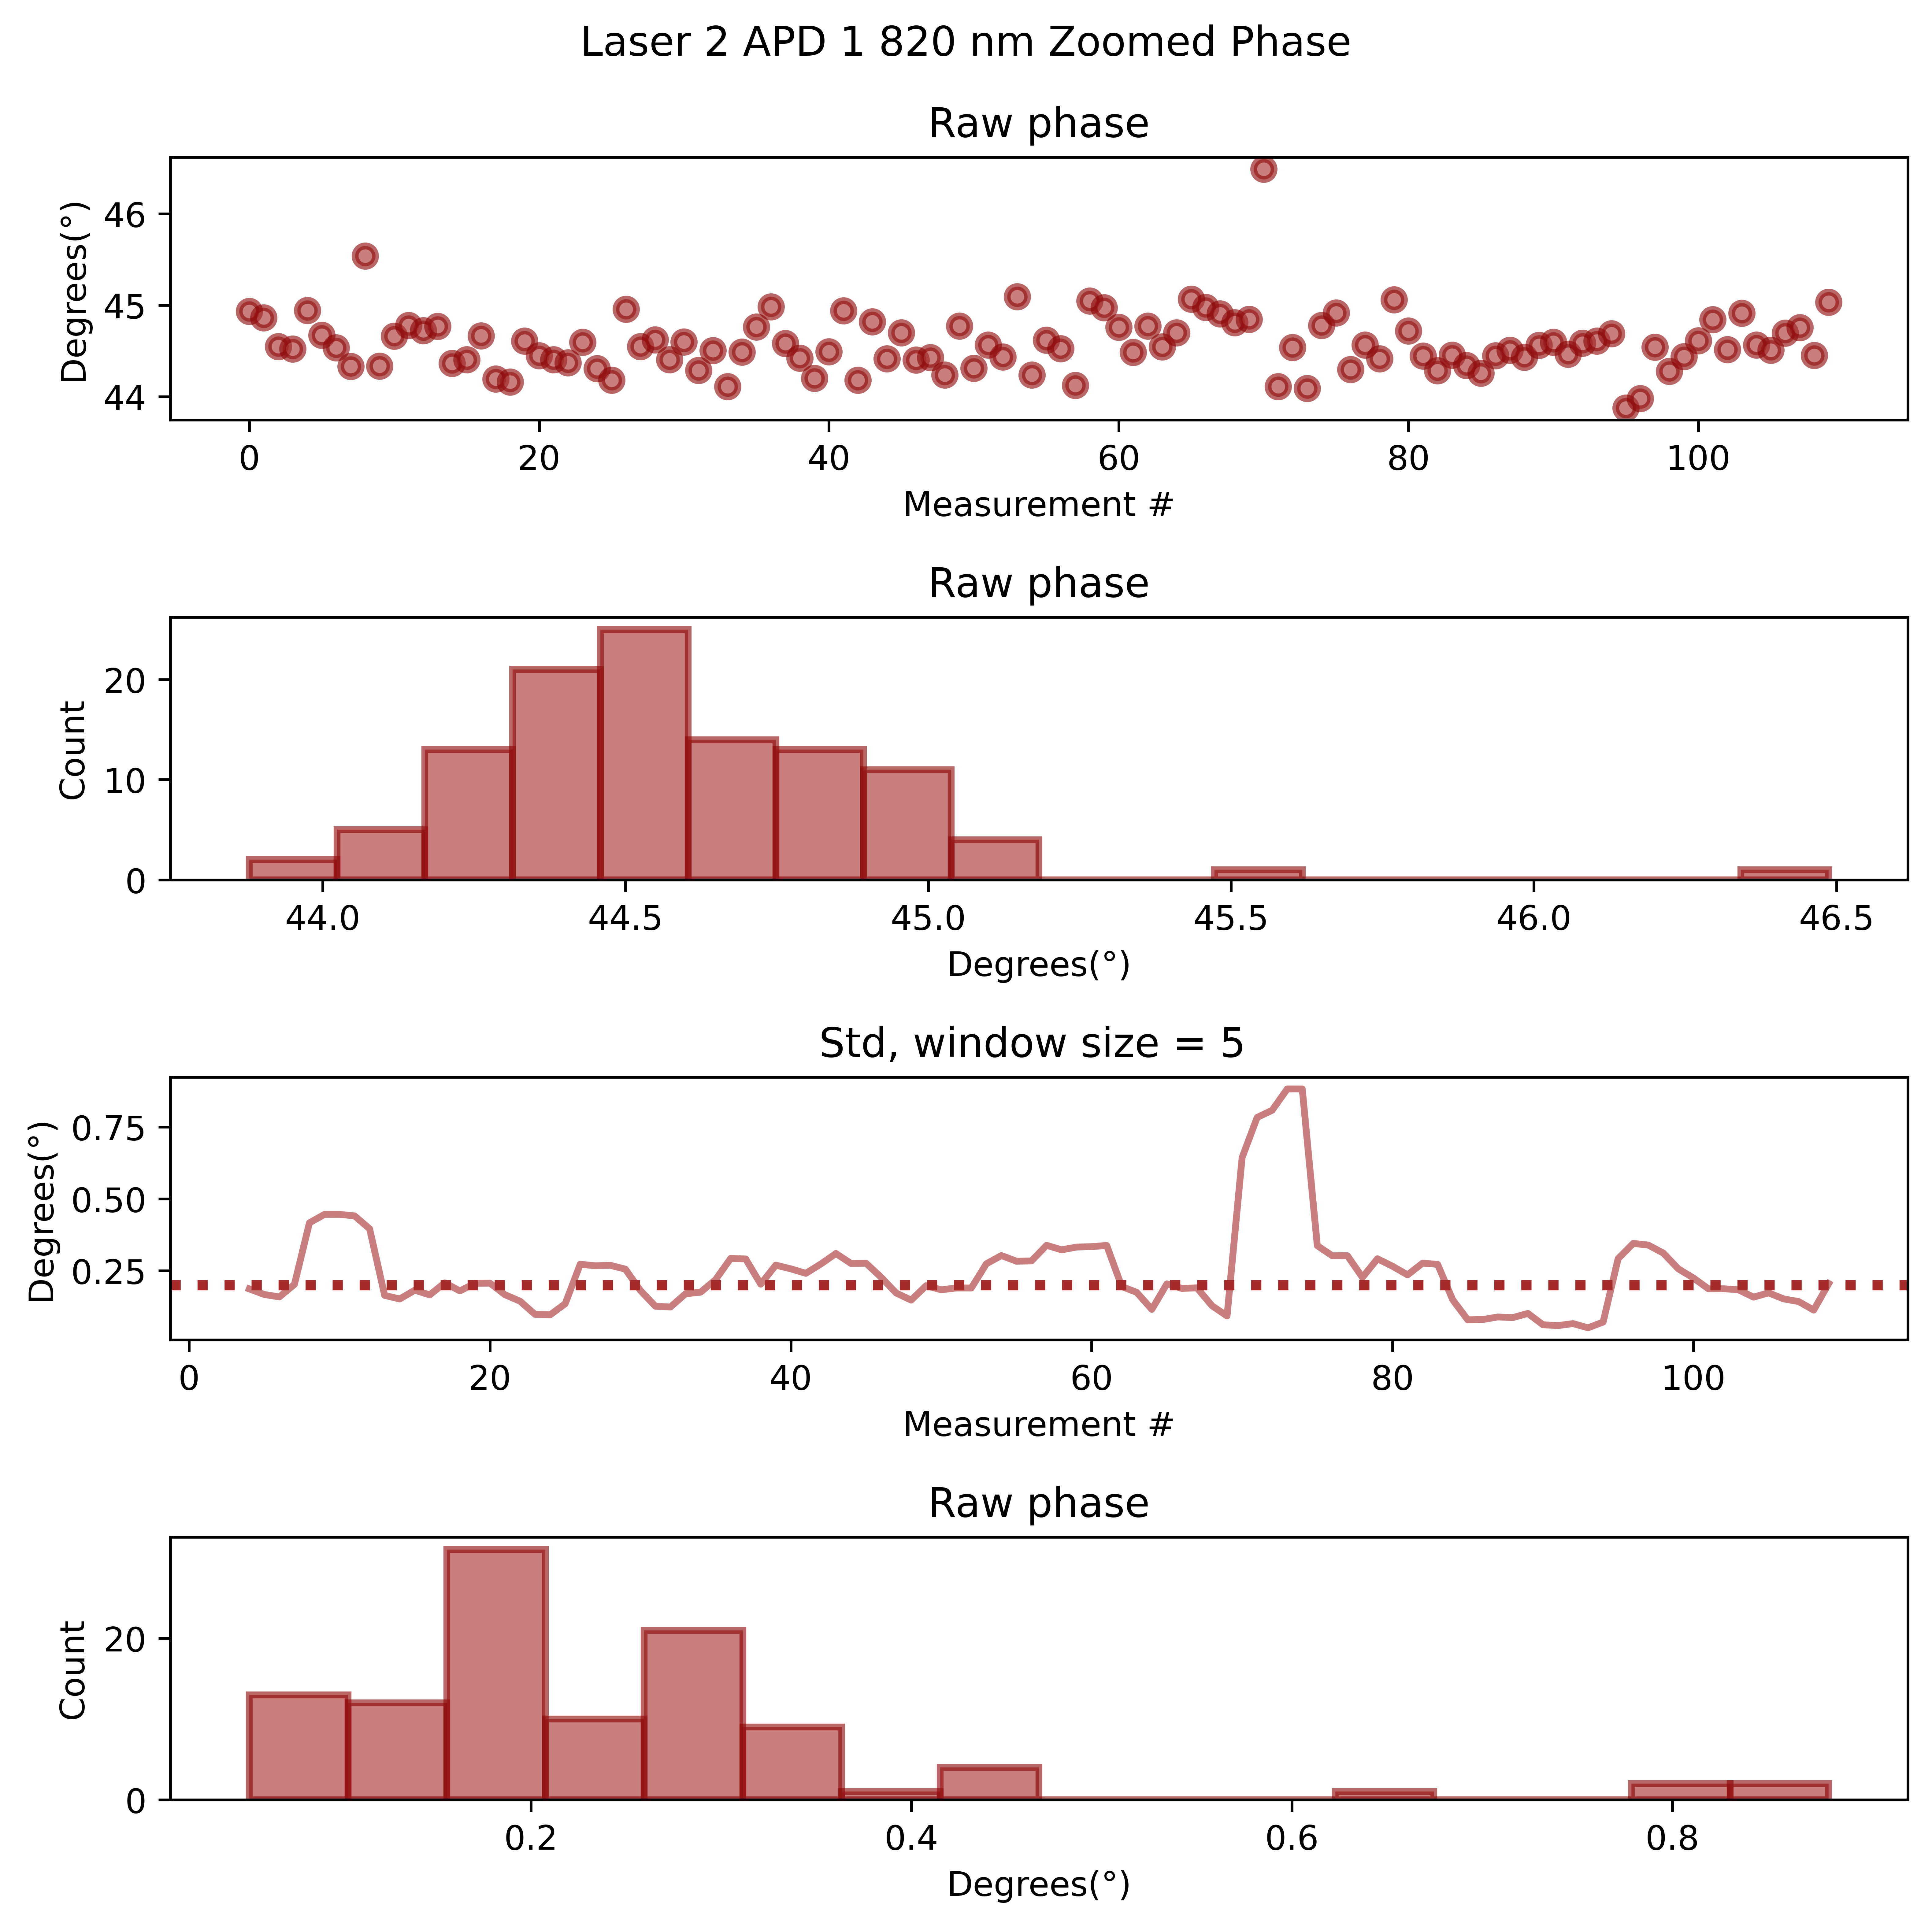 Laser 2 APD 1 820 nm Zoomed Phase
Raw phase
Degrees(°)
46
45
44
0 20 40 60 80 100
Measurement #
Raw phase
Count
20
10
0
44.0 44.5 45.0 45.5 46.0 46.5
Degrees(°)
Std, window size = 5
Degrees(°)
0.75
0.50
0.25
0 20 40 60 80 100
Measurement #
Raw phase
Count
20
0
0.2 0.4 0.6 0.8
Degrees(°)